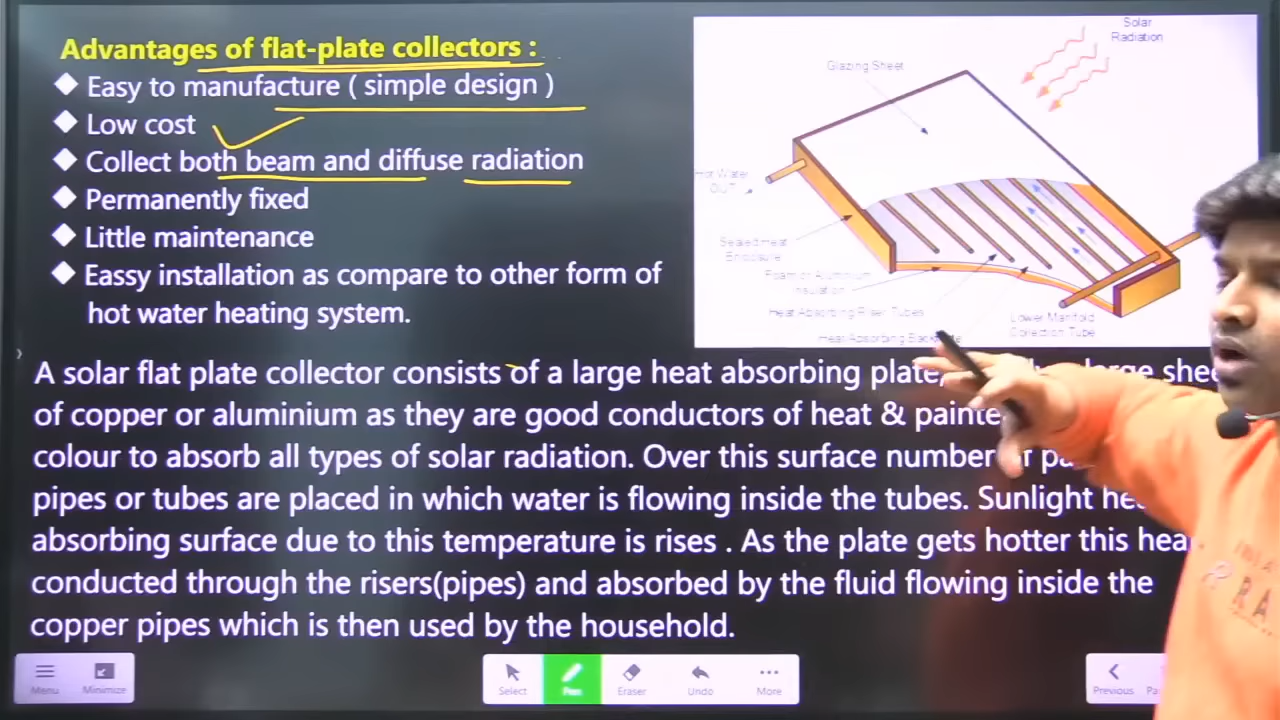 Advantages of flat-plate collectors :
◆ Easy to manufacture ( simple design )
◆ Low cost
◆ Collect both beam and diffuse radiation
◆ Permanently fixed
◆ Little maintenance
◆ Eassy installation as compare to other form of
hot water heating system.
Solar
Radiation
Glazing Sheet
Hot Water
OUT
Sealed Heat
Enclosure
Foam or Aluminium
Insulation
Heat Absorbing Riser Tubes
Heat Absorbing
Lower Manifold
Collection Tube
A solar flat plate collector consists of a large heat absorbing plate, large
of copper or aluminium as they are good conductors of heat &
colour to absorb all types of solar radiation. Over this surface number
pipes or tubes are placed in which water is flowing inside the tubes. Sunlight
absorbing surface due to this temperature is rises . As the plate gets hotter this
conducted through the risers(pipes) and absorbed by the fluid flowing inside the
copper pipes which is then used by the household.
Menu
Minimize
Select
Pen
Eraser
Undo
More
Previous